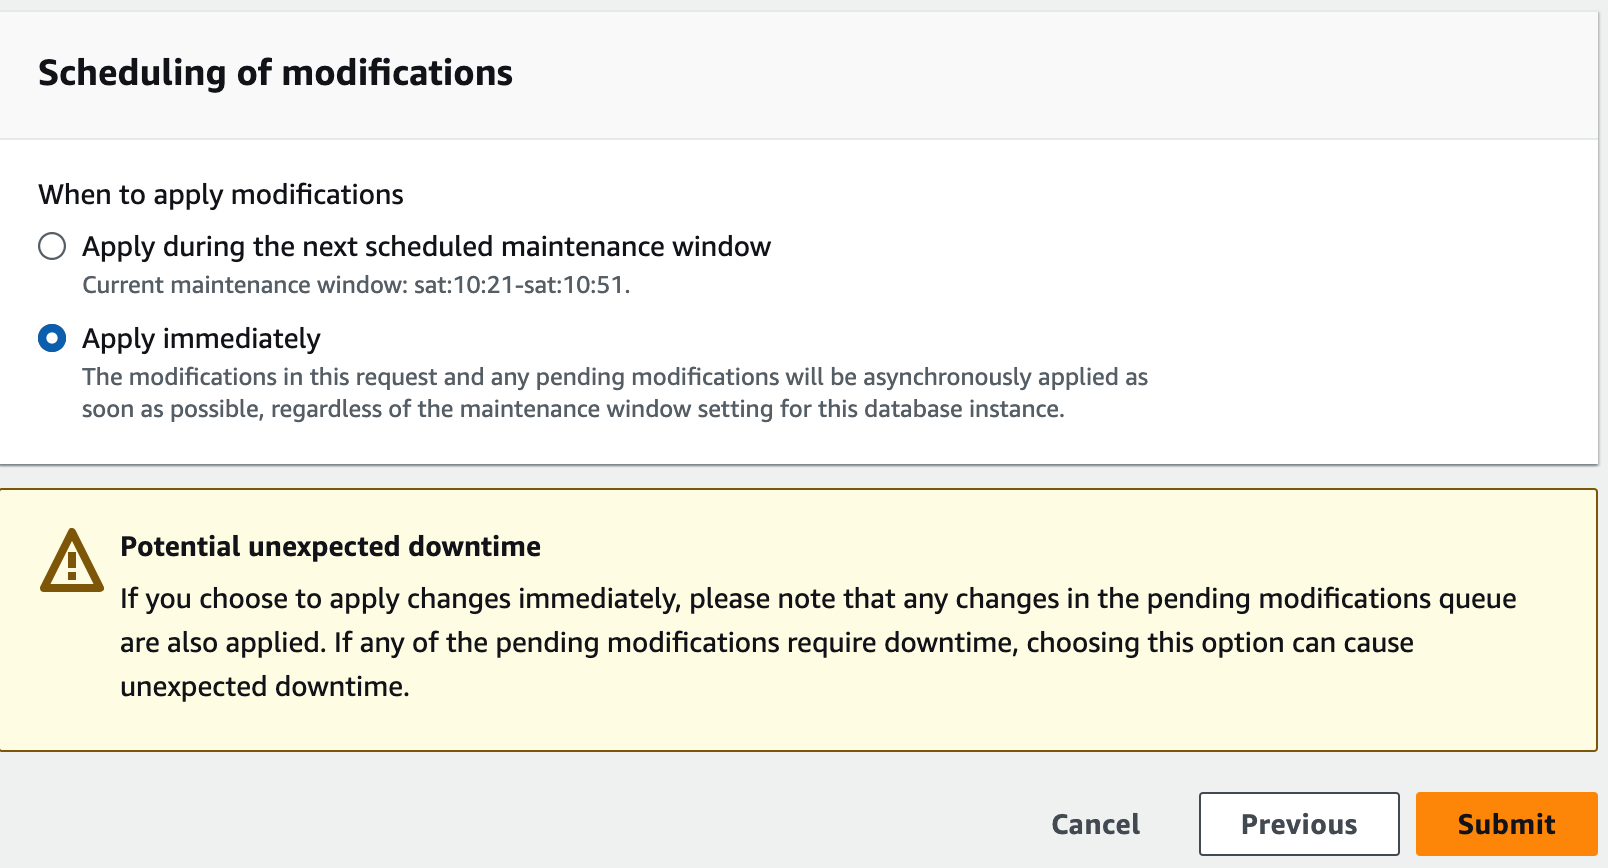 Scheduling of modifications
When to apply modifications
Apply during the next scheduled maintenance window
Current maintenance window: sat:10:21-sat:10:51.
Apply immediately
The modifications in this request and any pending modifications will be asynchronously applied as
soon as possible, regardless of the maintenance window setting for this database instance.
Potential unexpected downtime
If you choose to apply changes immediately, please note that any changes in the pending modifications queue
are also applied. If any of the pending modifications require downtime, choosing this option can cause
unexpected downtime.
Cancel
Previous
Submit